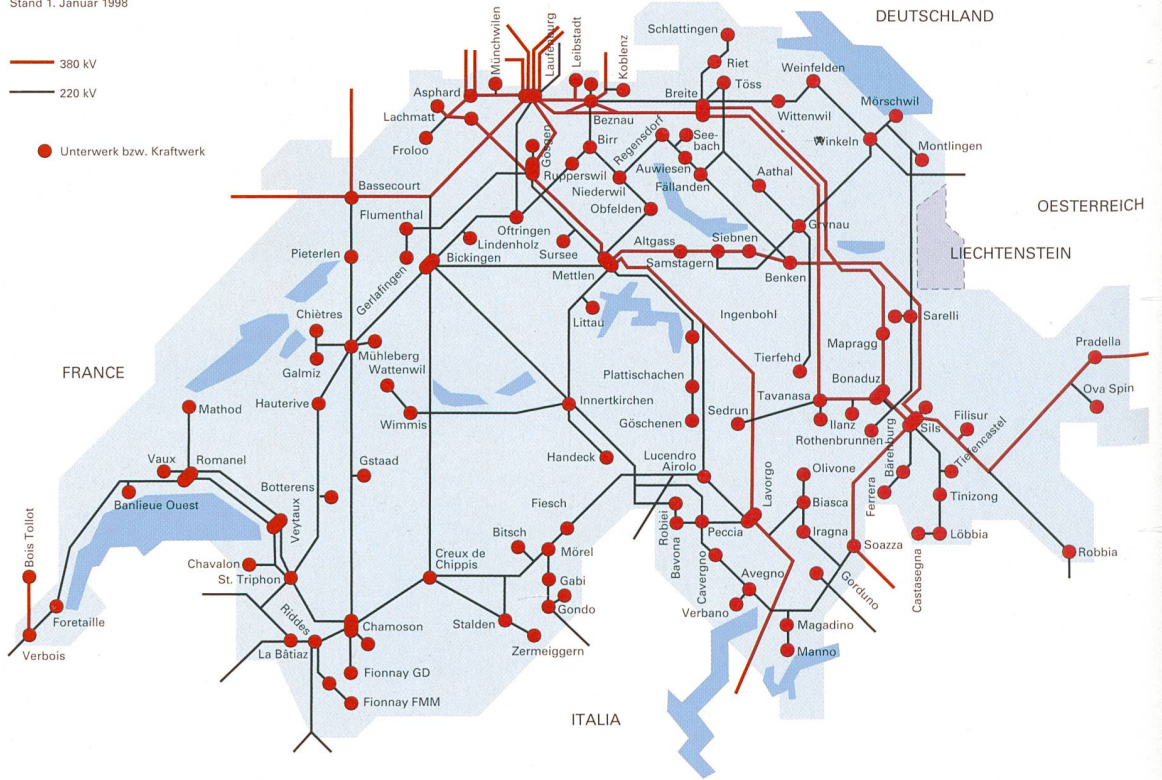 Stand 1. Januar 1998
380 kV
220 kV
Unterwerk bzw. Kraftwerk
DEUTSCHLAND
OESTERREICH
LIECHTENSTEIN
FRANCE
ITALIA
Münchwilen
Laufenburg
Leibstadt
Koblenz
Schlattingen
Riet
Töss
Weinfelden
Breite
Wittenwil
Mörschwil
Winkeln
Montlingen
Asphard
Lachmatt
Froloo
Beznau
Birr
Regensdorf
See-
bach
Gösgen
Rupperswil
Niederwil
Auwiesen
Fällanden
Aathal
Obfelden
Grynau
Bassecourt
Flumenthal
Oftringen
Lindenholz
Bickingen
Sursee
Altgass
Siebnen
Samstagern
Benken
Pieterlen
Gerlafingen
Mettlen
Littau
Ingenbohl
Sarelli
Mapragg
Chiètres
Galmiz
Mühleberg
Wattenwil
Tierfehd
Pradella
Bonaduz
Ova Spin
Plattischachen
Tavanasa
Hauterive
Wimmis
Innertkirchen
Göschenen
Sedrun
Ilanz
Rothenbrunnen
Sils
Filisur
Mathod
Handeck
Lucendro
Airolo
Bärenburg
Tiefencastel
Vaux
Romanel
Gstaad
Lavorgo
Olivone
Banlieue Ouest
Botterens
Veytaux
Fiesch
Biasca
Ferrera
Tinizong
Bois Tollot
Bitsch
Robiei
Peccia
Iragna
Mörel
Bavona
Soazza
Castasegna
Löbbia
Robbia
Chavalon
St. Triphon
Creux de
Chippis
Cavergno
Gabi
Avegno
Gorduno
Foretaille
Riddes
Gondo
Verbano
Chamoson
Stalden
Magadino
Verbois
La Bâtiaz
Zermeiggern
Manno
Fionnay GD
Fionnay FMM